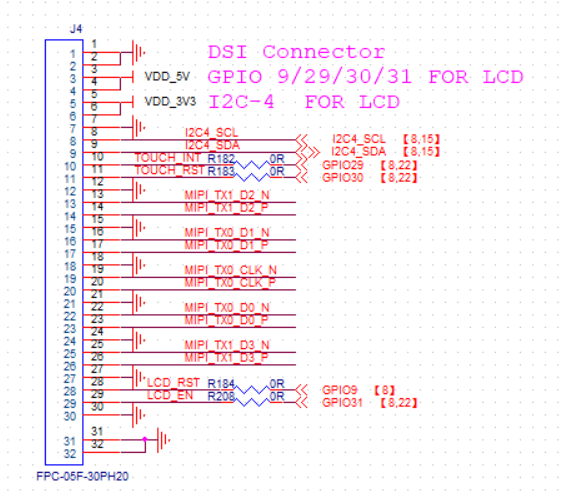 J4
DSI Connector
GPIO 9/29/30/31 FOR LCD
I2C-4 FOR LCD
1 1
2 2
3 3
4 4 VDD_5V
5 5
6 6 VDD_3V3
7 7
8 8 I2C4_SCL I2C4_SCL 【8,15】
9 9 I2C4_SDA I2C4_SDA 【8,15】
10 10 TOUCH_INT R182 0R GPIO29 【8,22】
11 11 TOUCH_RST R183 0R GPIO30 【8,22】
12 12
13 13 MIPI_TX1_D2_N
14 14 MIPI_TX1_D2_P
15 15
16 16 MIPI_TX0_D1_N
17 17 MIPI_TX0_D1_P
18 18
19 19 MIPI_TX0_CLK_N
20 20 MIPI_TX0_CLK_P
21 21
22 22 MIPI_TX0_D0_N
23 23 MIPI_TX0_D0_P
24 24
25 25 MIPI_TX1_D3_N
26 26 MIPI_TX1_D3_P
27 27
28 28 LCD_RST R184 0R GPIO9 【8】
29 29 LCD_EN R208 0R GPIO31 【8,22】
30 30
31 31
32 32
FPC-05F-30PH20